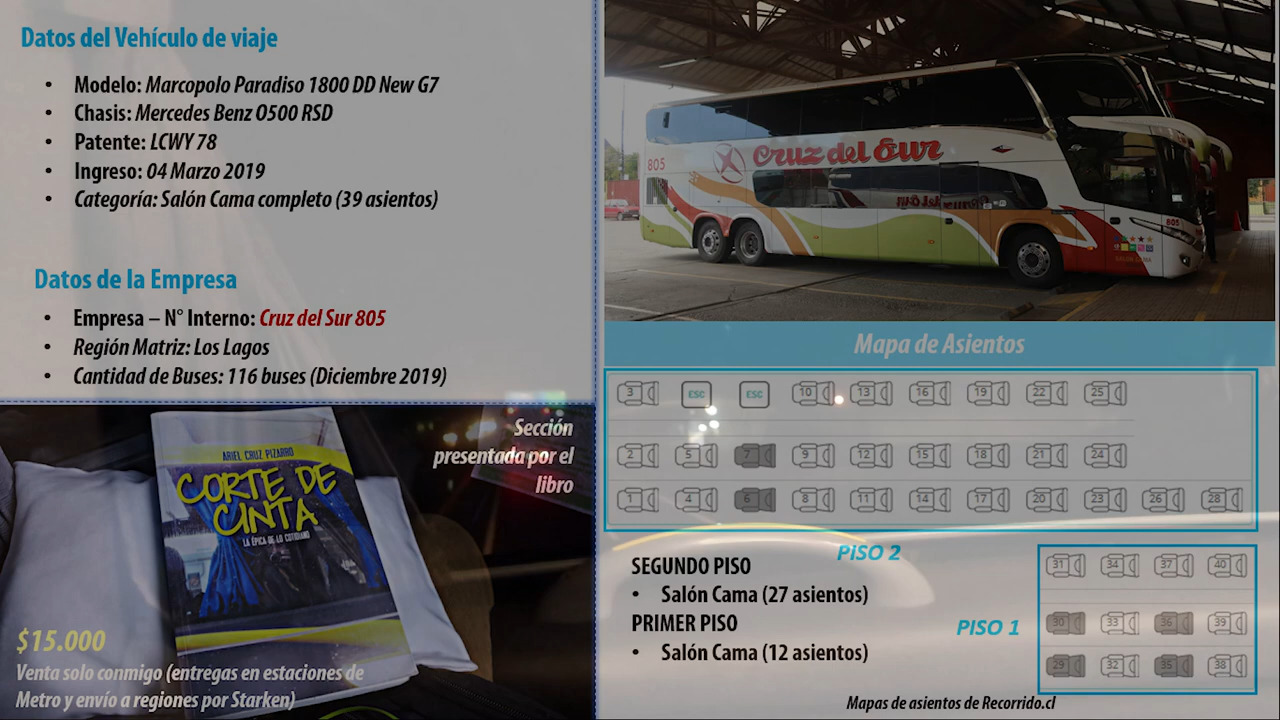 Datos del Vehículo de viaje
• Modelo: Marcopolo Paradiso 1800 DD New G7
• Chasis: Mercedes Benz O500 RSD
• Patente: LCWY 78
• Ingreso: 04 Marzo 2019
• Categoría: Salón Cama completo (39 asientos)
Datos de la Empresa
• Empresa – N° Interno: Cruz del Sur 805
• Región Matriz: Los Lagos
• Cantidad de Buses: 116 buses (Diciembre 2019)
Sección
presentada por el
libro
ARIEL CRUZ PIZARRO
CORTE DE
CINTA
LA ÉPICA DE LO COTIDIANO
$15.000
Venta solo conmigo (entregas en estaciones de
Metro y envío a regiones por Starken)
805
Cruz del Sur
805
SALON CAMA
Mapa de Asientos
3 ESC ESC 10 13 16 19 22 25
2 5 7 9 12 15 18 21 24
1 4 6 8 11 14 17 20 23 26 28
PiSO 2
SEGUNDO PISO
• Salón Cama (27 asientos)
PRIMER PISO
• Salón Cama (12 asientos)
PISO 1
31 34 37 40
30 33 36 39
29 32 35 38
Mapas de asientos de Recorrido.cl